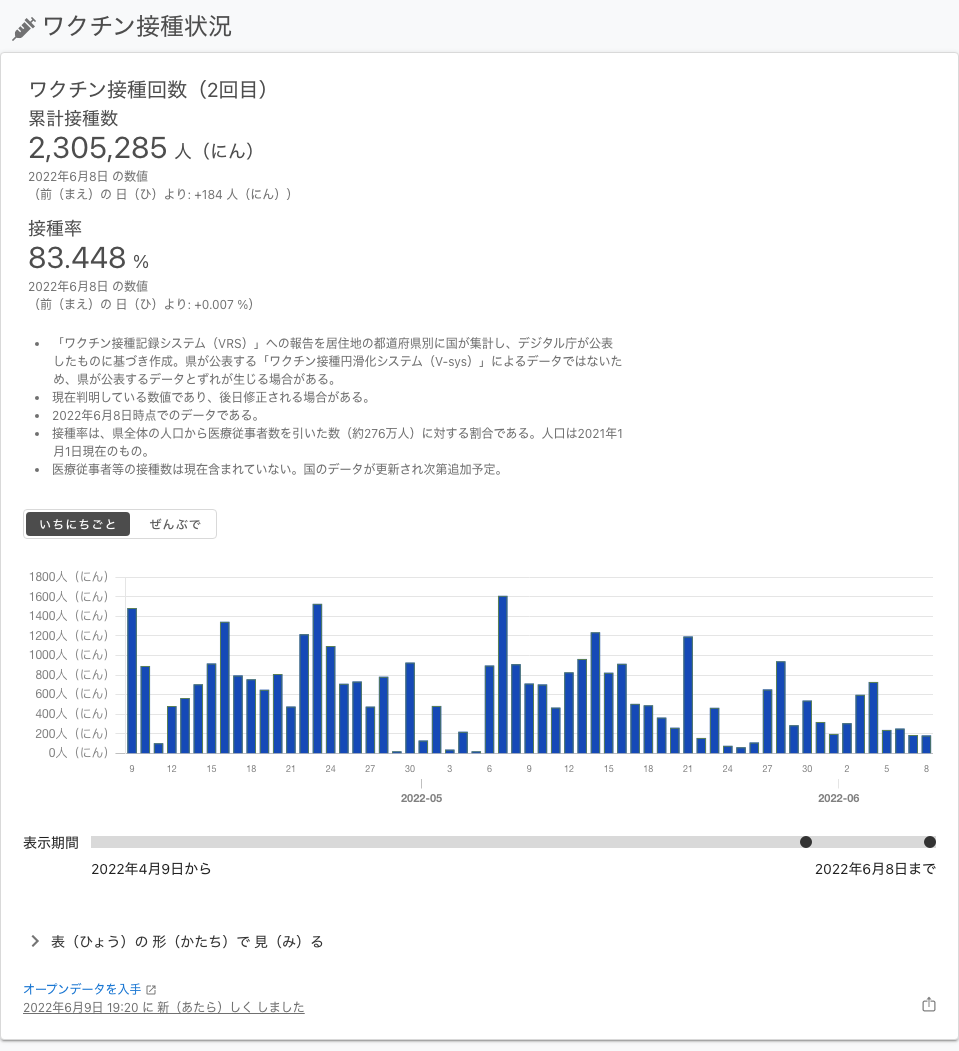 ワクチン接種状況
ワクチン接種回数（2回目）
累計接種数
2,305,285 人（にん）
2022年6月8日 の数値
（前（まえ）の 日（ひ）より: +184 人（にん））
接種率
83.448 %
2022年6月8日 の数値
（前（まえ）の 日（ひ）より: +0.007 %）
• 「ワクチン接種記録システム（VRS）」への報告を居住地の都道府県別に国が集計し、デジタル庁が公表
したものに基づき作成。県が公表する「ワクチン接種円滑化システム（V-sys）」によるデータではないた
め、県が公表するデータとずれが生じる場合がある。
• 現在判明している数値であり、後日修正される場合がある。
• 2022年6月8日時点でのデータである。
• 接種率は、県全体の人口から医療従事者数を引いた数（約276万人）に対する割合である。人口は2021年1
月1日現在のもの。
• 医療従事者等の接種数は現在含まれていない。国のデータが更新され次第追加予定。
いちにちごと ぜんぶで
1800人（にん）
1600人（にん）
1400人（にん）
1200人（にん）
1000人（にん）
800人（にん）
600人（にん）
400人（にん）
200人（にん）
0人（にん）
9 12 15 18 21 24 27 30 3 6 9 12 15 18 21 24 27 30 2 5 8
2022-05 2022-06
表示期間
2022年4月9日から 2022年6月8日まで
表（ひょう）の 形（かたち）で 見（み）る
オープンデータを入手
2022年6月9日 19:20 に 新（あたら）しく しました